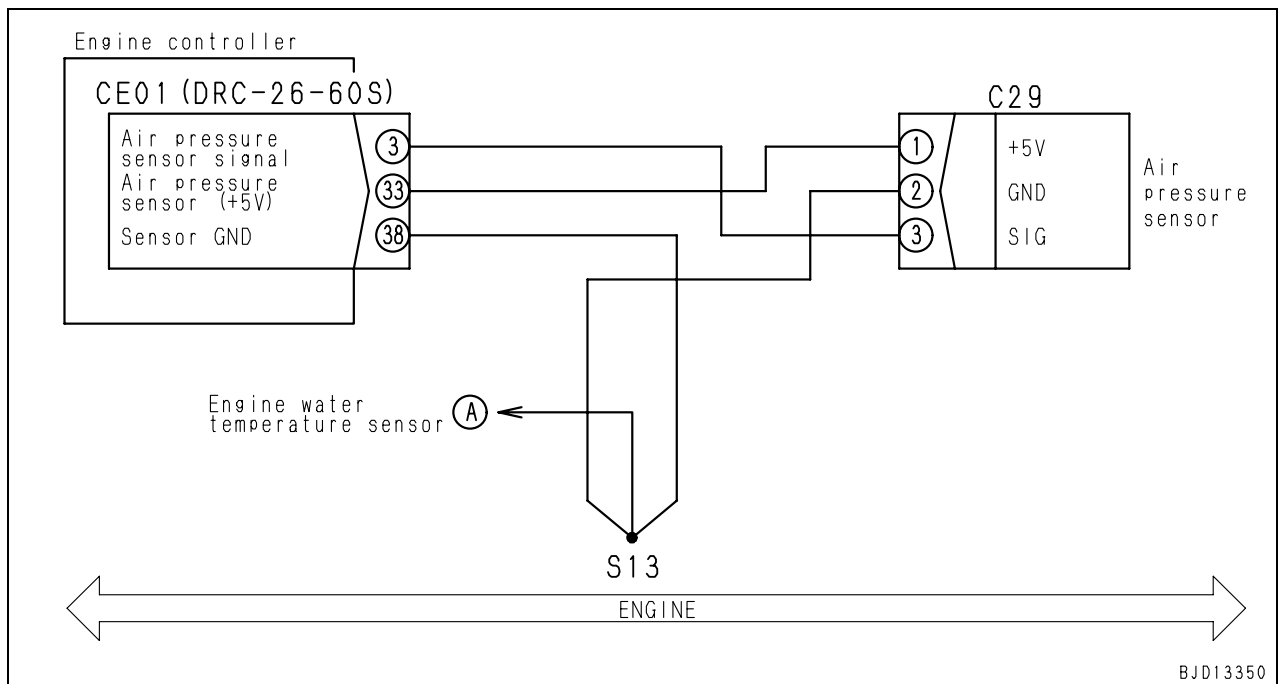 Engine controller
CE01 (DRC-26-60S)
Air pressure
sensor signal
3
Air pressure
sensor (+5V)
33
Sensor GND
38
C29
1
+5V
2
GND
3
SIG
Air
pressure
sensor
Engine water
temperature sensor
A
S13
ENGINE
BJD13350